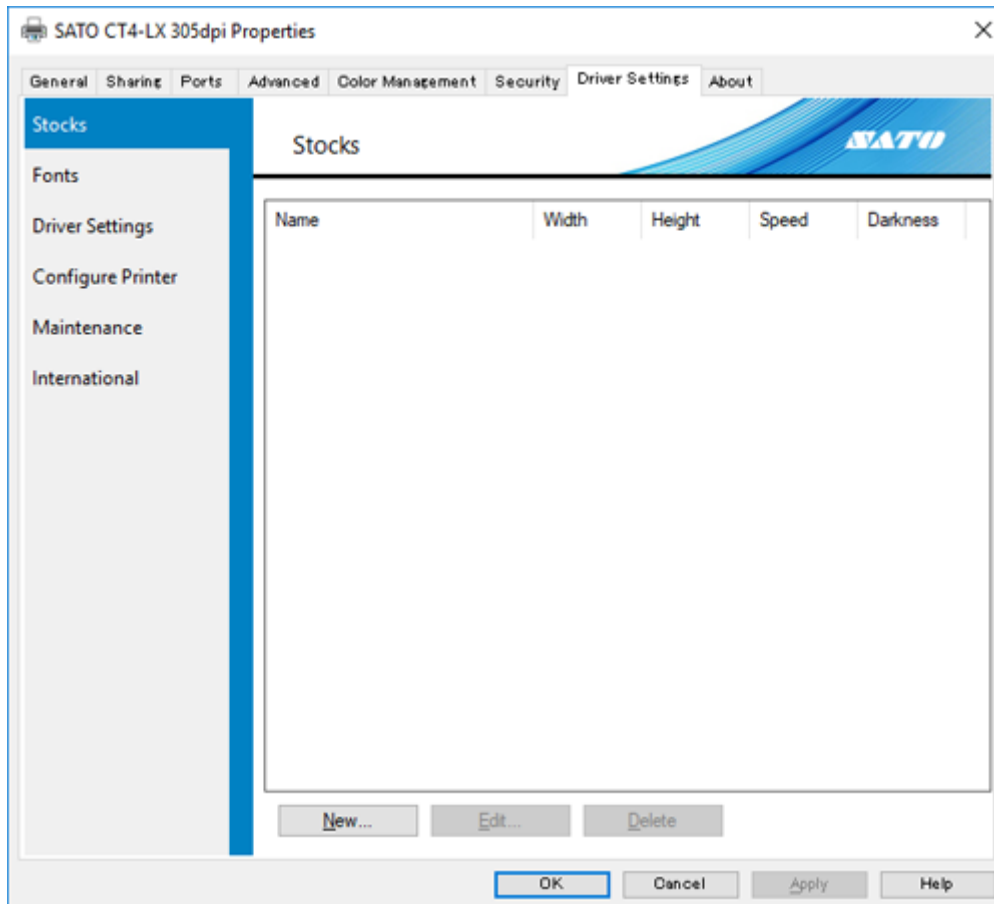 SATO CT4-LX 305dpi Properties
General Sharing Ports Advanced Color Management Security Driver Settings About
Stocks
Fonts
Driver Settings
Configure Printer
Maintenance
International
Stocks
SATO
Name Width Height Speed Darkness
New... Edit... Delete
OK Cancel Apply Help